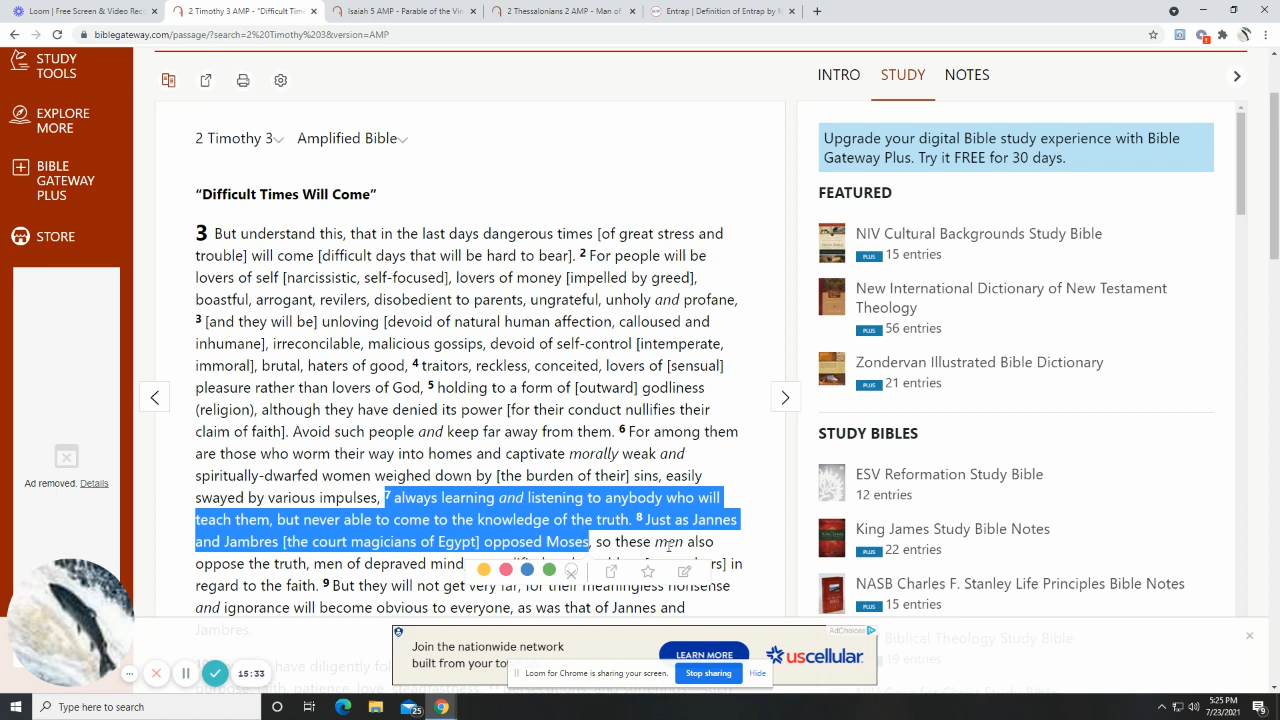 Loom | Free Screen & Video Rec
2 Timothy 3 AMP - "Difficult Time
Isaiah 5 AMP - Parable of the Vin
2 Thessalonians 2 AMP - Man of
Entrap | Definition of Entrap by M
biblegateway.com/passage/?search=2%20Timothy%203&version=AMP
STUDY
TOOLS
EXPLORE
MORE
BIBLE
GATEWAY
PLUS
STORE
Ad removed. Details
2 Timothy 3 Amplified Bible
“Difficult Times Will Come”
3 But understand this, that in the last days dangerous times [of great stress and
trouble] will come [difficult days that will be hard to bear]. 2 For people will be
lovers of self [narcissistic, self-focused], lovers of money [impelled by greed],
boastful, arrogant, revilers, disobedient to parents, ungrateful, unholy and profane,
3 [and they will be] unloving [devoid of natural human affection, calloused and
inhumane], irreconcilable, malicious gossips, devoid of self-control [intemperate,
immoral], brutal, haters of good, 4 traitors, reckless, conceited, lovers of [sensual]
pleasure rather than lovers of God, 5 holding to a form of [outward] godliness
(religion), although they have denied its power [for their conduct nullifies their
claim of faith]. Avoid such people and keep far away from them. 6 For among them
are those who worm their way into homes and captivate morally weak and
spiritually-dwarfed women weighed down by [the burden of their] sins, easily
swayed by various impulses, 7 always learning and listening to anybody who will
teach them, but never able to come to the knowledge of the truth. 8 Just as Jannes
and Jambres [the court magicians of Egypt] opposed Moses, so these men also
oppose the truth, men of depraved mind in
regard to the faith. 9 But they will not get very far, for their meaningless nonsense
and ignorance will become obvious to everyone, as was that of Jannes and
Jambres.
have diligently fol
INTRO STUDY NOTES
Upgrade your digital Bible study experience with Bible
Gateway Plus. Try it FREE for 30 days.
FEATURED
NIV Cultural Backgrounds Study Bible
PLUS 15 entries
New International Dictionary of New Testament
Theology
PLUS 56 entries
Zondervan Illustrated Bible Dictionary
PLUS 21 entries
STUDY BIBLES
ESV Reformation Study Bible
12 entries
King James Study Bible Notes
PLUS 22 entries
NASB Charles F. Stanley Life Principles Bible Notes
PLUS 15 entries
Biblical Theology Study Bible
19 entries
AdChoices
Join the nationwide network
built from your to
LEARN MORE
uscellular
Loom for Chrome is sharing your screen. Stop sharing Hide
15:33
Type here to search
25
5:25 PM
7/23/2021
9